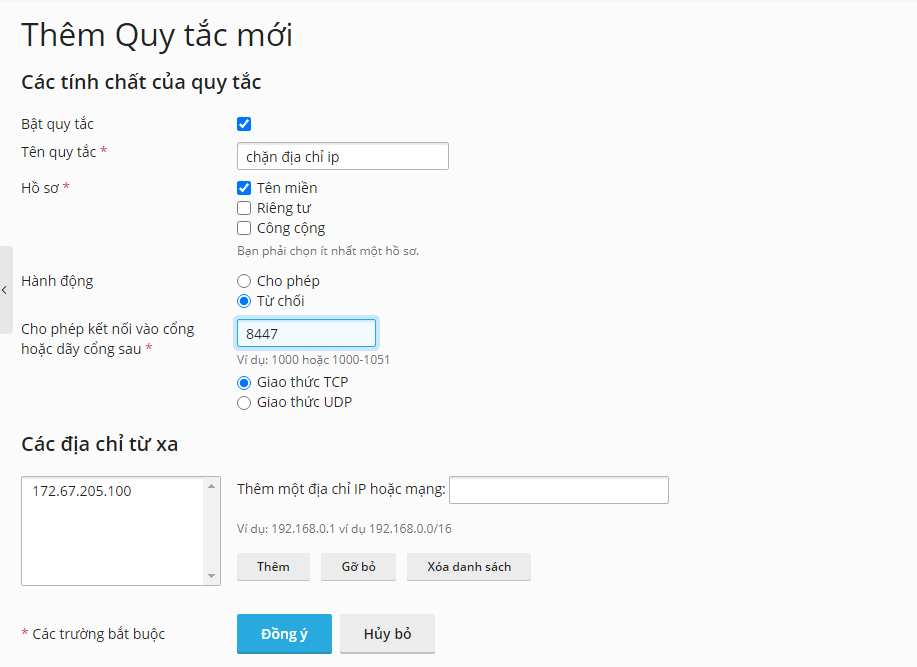 Thêm Quy tắc mới
Các tính chất của quy tắc
Bật quy tắc
Tên quy tắc *
chặn địa chỉ ip
Hồ sơ *
Tên miền
Riêng tư
Công cộng
Bạn phải chọn ít nhất một hồ sơ.
Hành động
Cho phép
Từ chối
Cho phép kết nối vào cổng
hoặc dãy cổng sau *
8447
Ví dụ: 1000 hoặc 1000-1051
Giao thức TCP
Giao thức UDP
Các địa chỉ từ xa
172.67.205.100
Thêm một địa chỉ IP hoặc mạng:
Ví dụ: 192.168.0.1 ví dụ 192.168.0.0/16
Thêm
Gỡ bỏ
Xóa danh sách
* Các trường bắt buộc
Đồng ý
Hủy bỏ